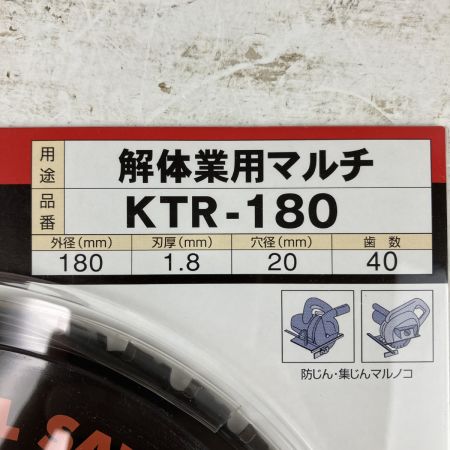 用途 解体業用マルチ
品番 KTR-180
外径(mm) 刃厚(mm) 穴径(mm) 歯数
180 1.8 20 40
防じん・集じんマルノコ